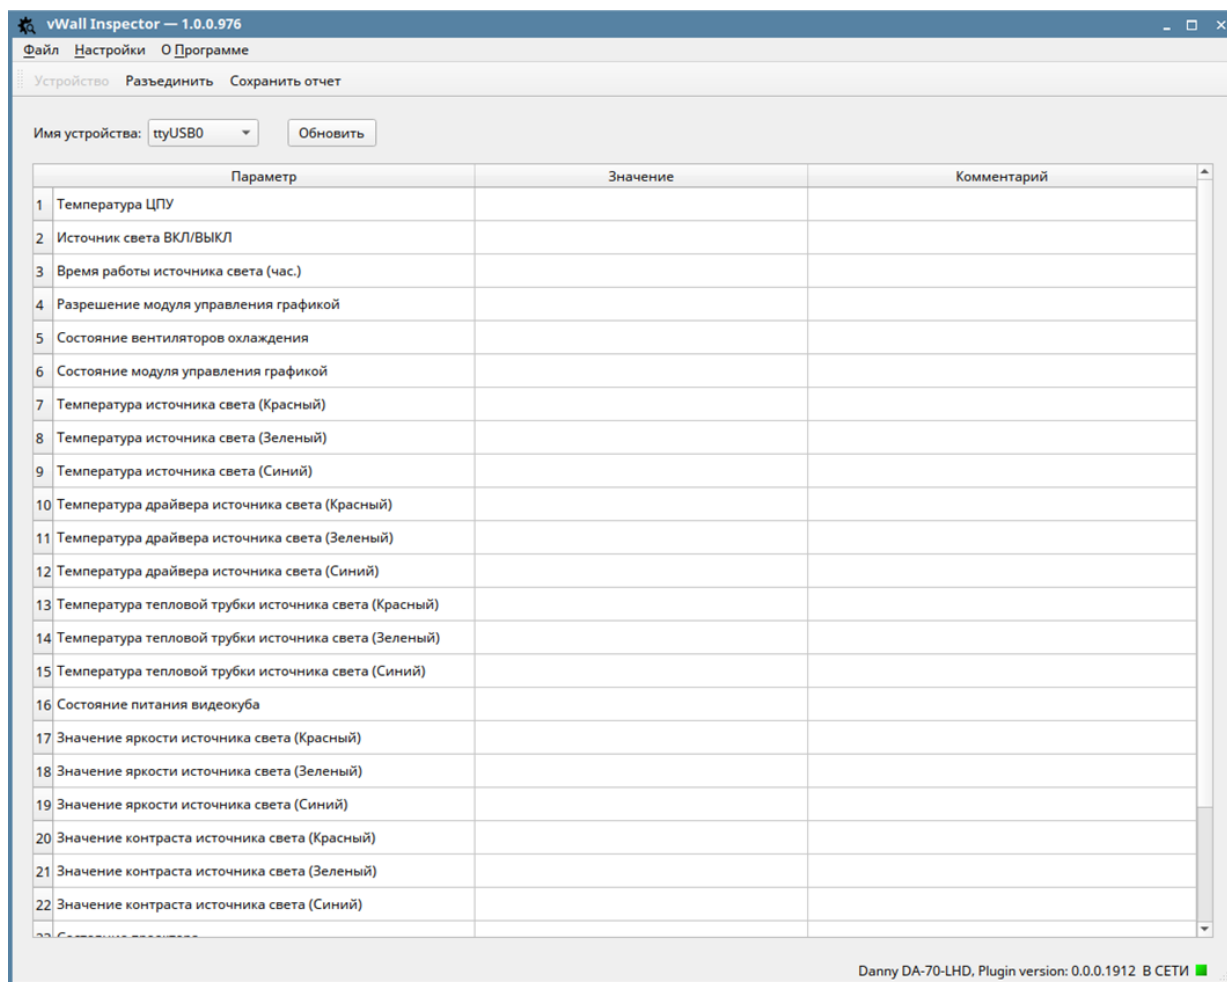 vWall Inspector — 1.0.0.976
Файл Настройки О Программе
Устройство Разъединить Сохранить отчет
Имя устройства: ttyUSB0 Обновить
Параметр Значение Комментарий
1 Температура ЦПУ
2 Источник света ВКЛ/ВЫКЛ
3 Время работы источника света (час.)
4 Разрешение модуля управления графикой
5 Состояние вентиляторов охлаждения
6 Состояние модуля управления графикой
7 Температура источника света (Красный)
8 Температура источника света (Зеленый)
9 Температура источника света (Синий)
10 Температура драйвера источника света (Красный)
11 Температура драйвера источника света (Зеленый)
12 Температура драйвера источника света (Синий)
13 Температура тепловой трубки источника света (Красный)
14 Температура тепловой трубки источника света (Зеленый)
15 Температура тепловой трубки источника света (Синий)
16 Состояние питания видеокуба
17 Значение яркости источника света (Красный)
18 Значение яркости источника света (Зеленый)
19 Значение яркости источника света (Синий)
20 Значение контраста источника света (Красный)
21 Значение контраста источника света (Зеленый)
22 Значение контраста источника света (Синий)
Danny DA-70-LHD, Plugin version: 0.0.0.1912 В СЕТИ